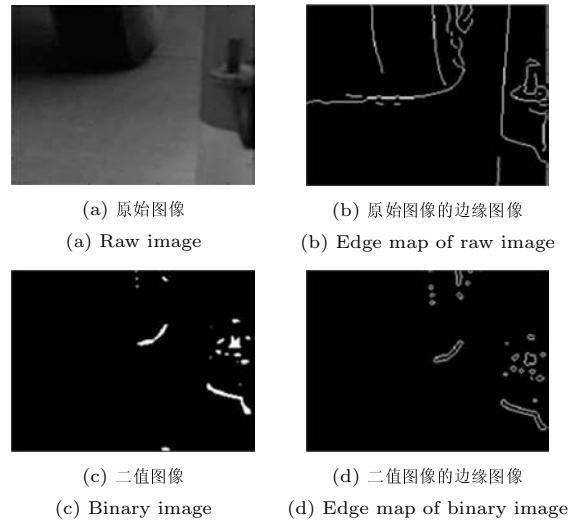 (a) 原始图像
(b) 原始图像的边缘图像
(a) Raw image
(b) Edge map of raw image
(c) 二值图像
(d) 二值图像的边缘图像
(c) Binary image
(d) Edge map of binary image